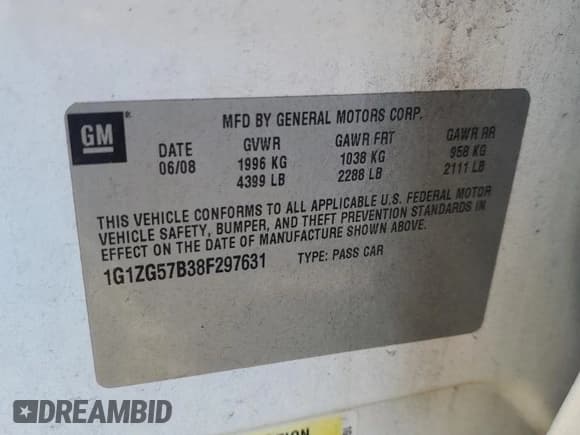 GM
®
MFD BY GENERAL MOTORS CORP.
DATE GVWR GAWR FRT GAWR RR
06/08 1996 KG 1038 KG 958 KG
4399 LB 2288 LB 2111 LB
THIS VEHICLE CONFORMS TO ALL APPLICABLE U.S. FEDERAL MOTOR
VEHICLE SAFETY, BUMPER, AND THEFT PREVENTION STANDARDS IN
EFFECT ON THE DATE OF MANUFACTURE SHOWN ABOVE.
1G1ZG57B38F297631 TYPE: PASS CAR
DREAMBID